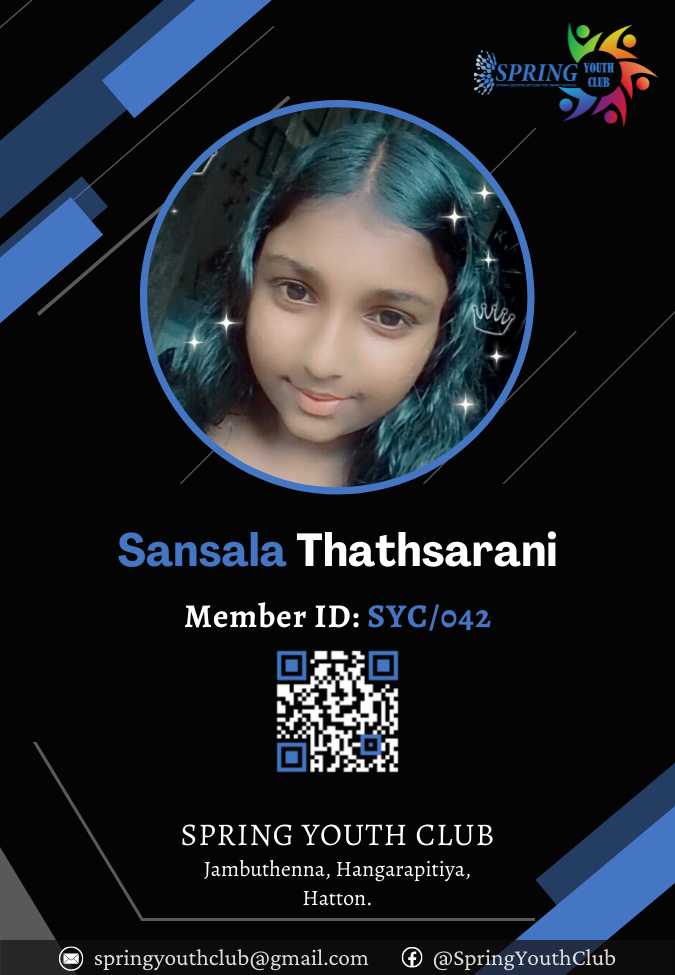 SPRING YOUTH
CLUB
Sansala Thathsarani
Member ID: SYC/042
SPRING YOUTH CLUB
Jambuthenna, Hangarapitiya,
Hatton.
springyouthclub@gmail.com @SpringYouthClub